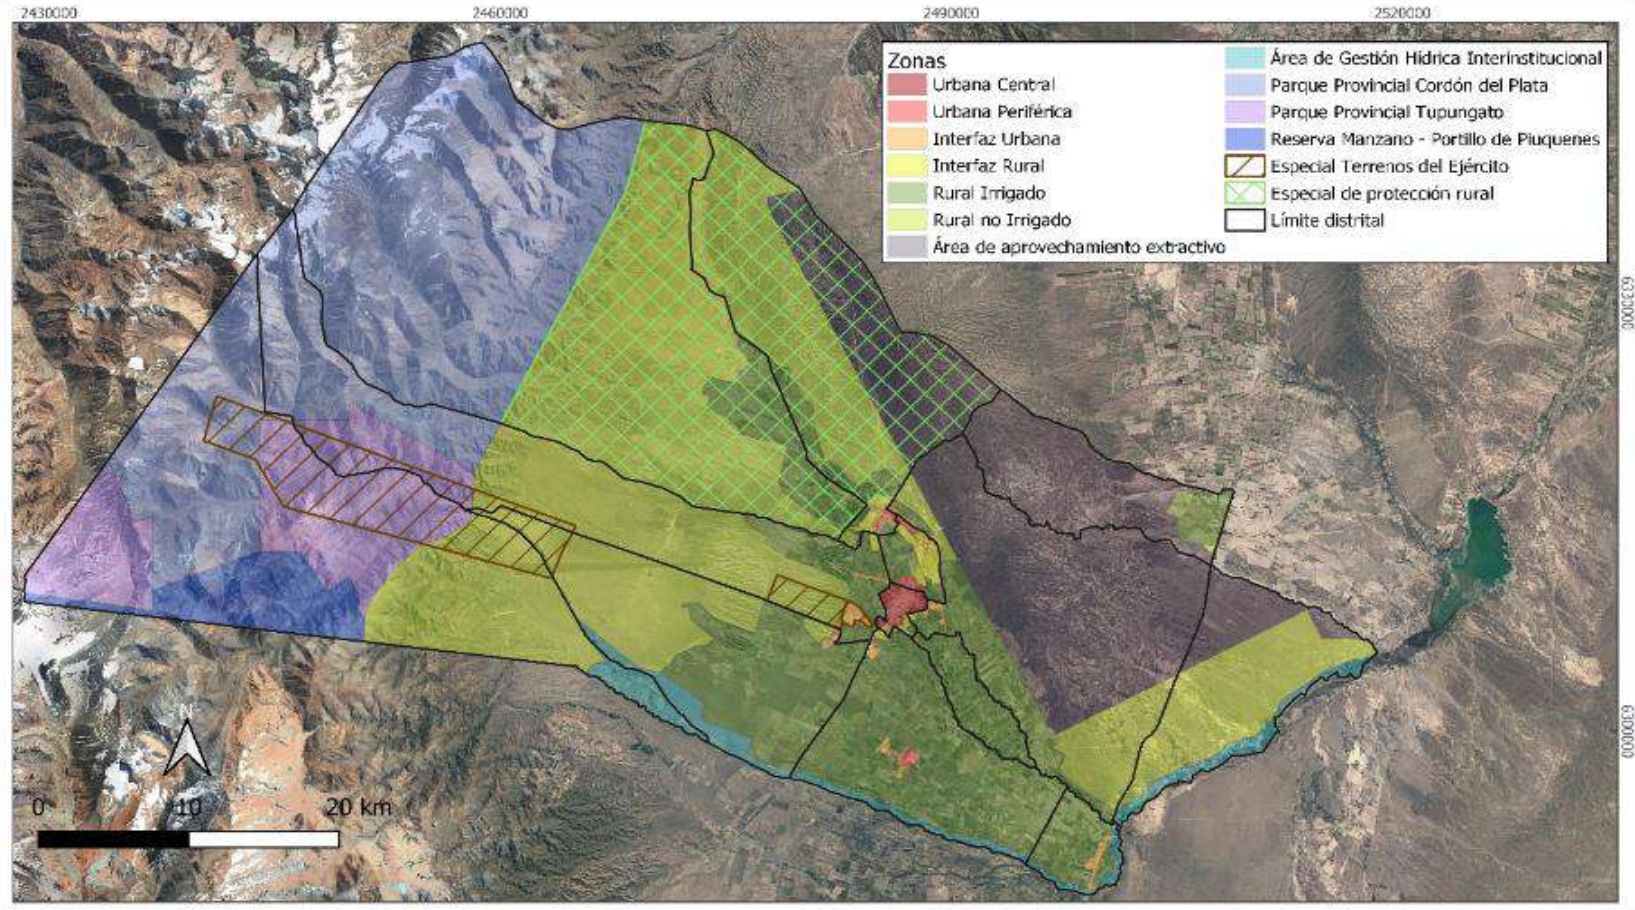 2430000
2460000
2490000
2520000
Zonas
Urbana Central
Urbana Periférica
Interfaz Urbana
Interfaz Rural
Rural Irrigado
Rural no Irrigado
Área de aprovechamiento extractivo
Área de Gestión Hídrica Interinstitucional
Parque Provincial Cordón del Plata
Parque Provincial Tupungato
Reserva Manzano - Portillo de Piuquenes
Especial Terrenos del Ejército
Especial de protección rural
Límite distrital
6330000
6300000
N
0 10 20 km